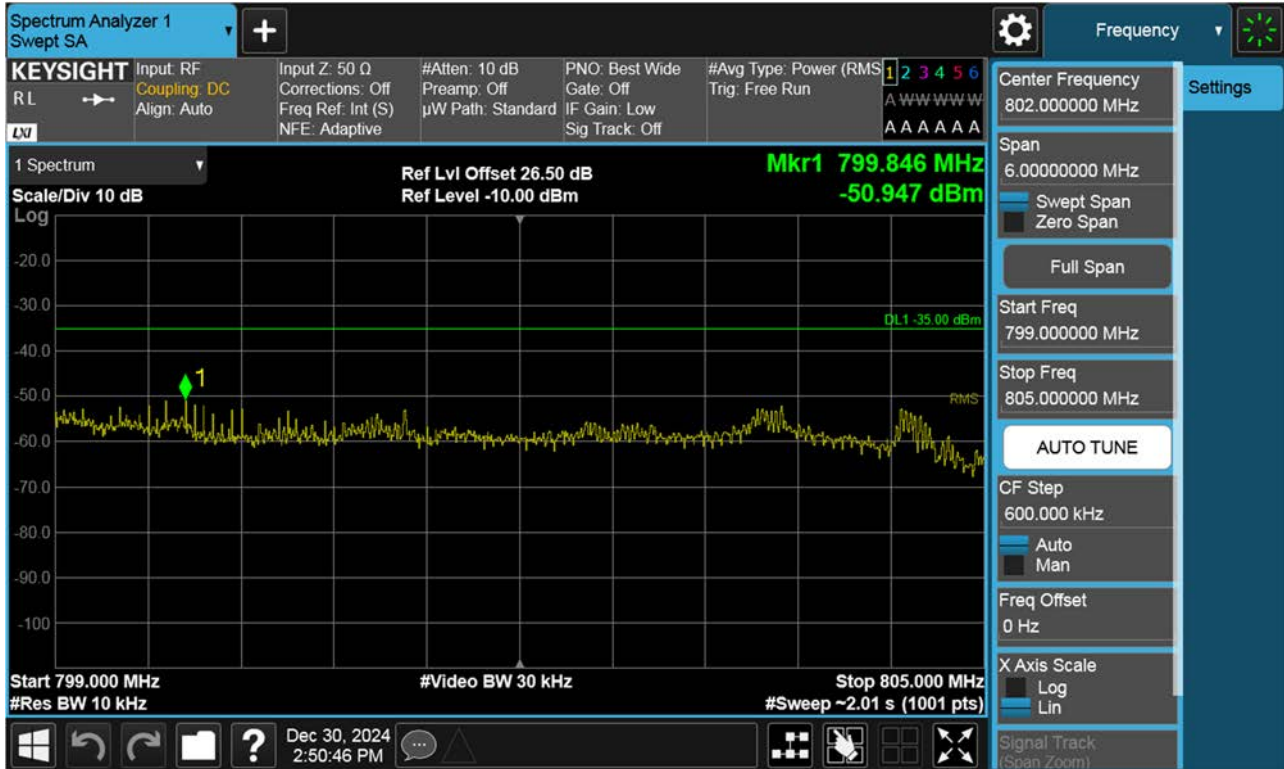 Spectrum Analyzer 1
Swept SA
+
Frequency
KEYSIGHT
RL
LXI
Input: RF
Coupling: DC
Align: Auto
Input Z: 50 Ω
Corrections: Off
Freq Ref: Int (S)
NFE: Adaptive
#Atten: 10 dB
Preamp: Off
µW Path: Standard
PNO: Best Wide
Gate: Off
IF Gain: Low
Sig Track: Off
#Avg Type: Power (RMS
Trig: Free Run
1 2 3 4 5 6
A W W W W W
A A A A A A
1 Spectrum
Scale/Div 10 dB
Log
Ref Lvl Offset 26.50 dB
Ref Level -10.00 dBm
Mkr1 799.846 MHz
-50.947 dBm
-20.0
-30.0
DL1 -35.00 dBm
-40.0
1
-50.0
RMS
-60.0
-70.0
-80.0
-90.0
-100
Start 799.000 MHz
#Res BW 10 kHz
#Video BW 30 kHz
Stop 805.000 MHz
#Sweep ~2.01 s (1001 pts)
Center Frequency
802.000000 MHz
Settings
Span
6.00000000 MHz
Swept Span
Zero Span
Full Span
Start Freq
799.000000 MHz
Stop Freq
805.000000 MHz
AUTO TUNE
CF Step
600.000 kHz
Auto
Man
Freq Offset
0 Hz
X Axis Scale
Log
Lin
Signal Track
(Span Zoom)
?
Dec 30, 2024
2:50:46 PM